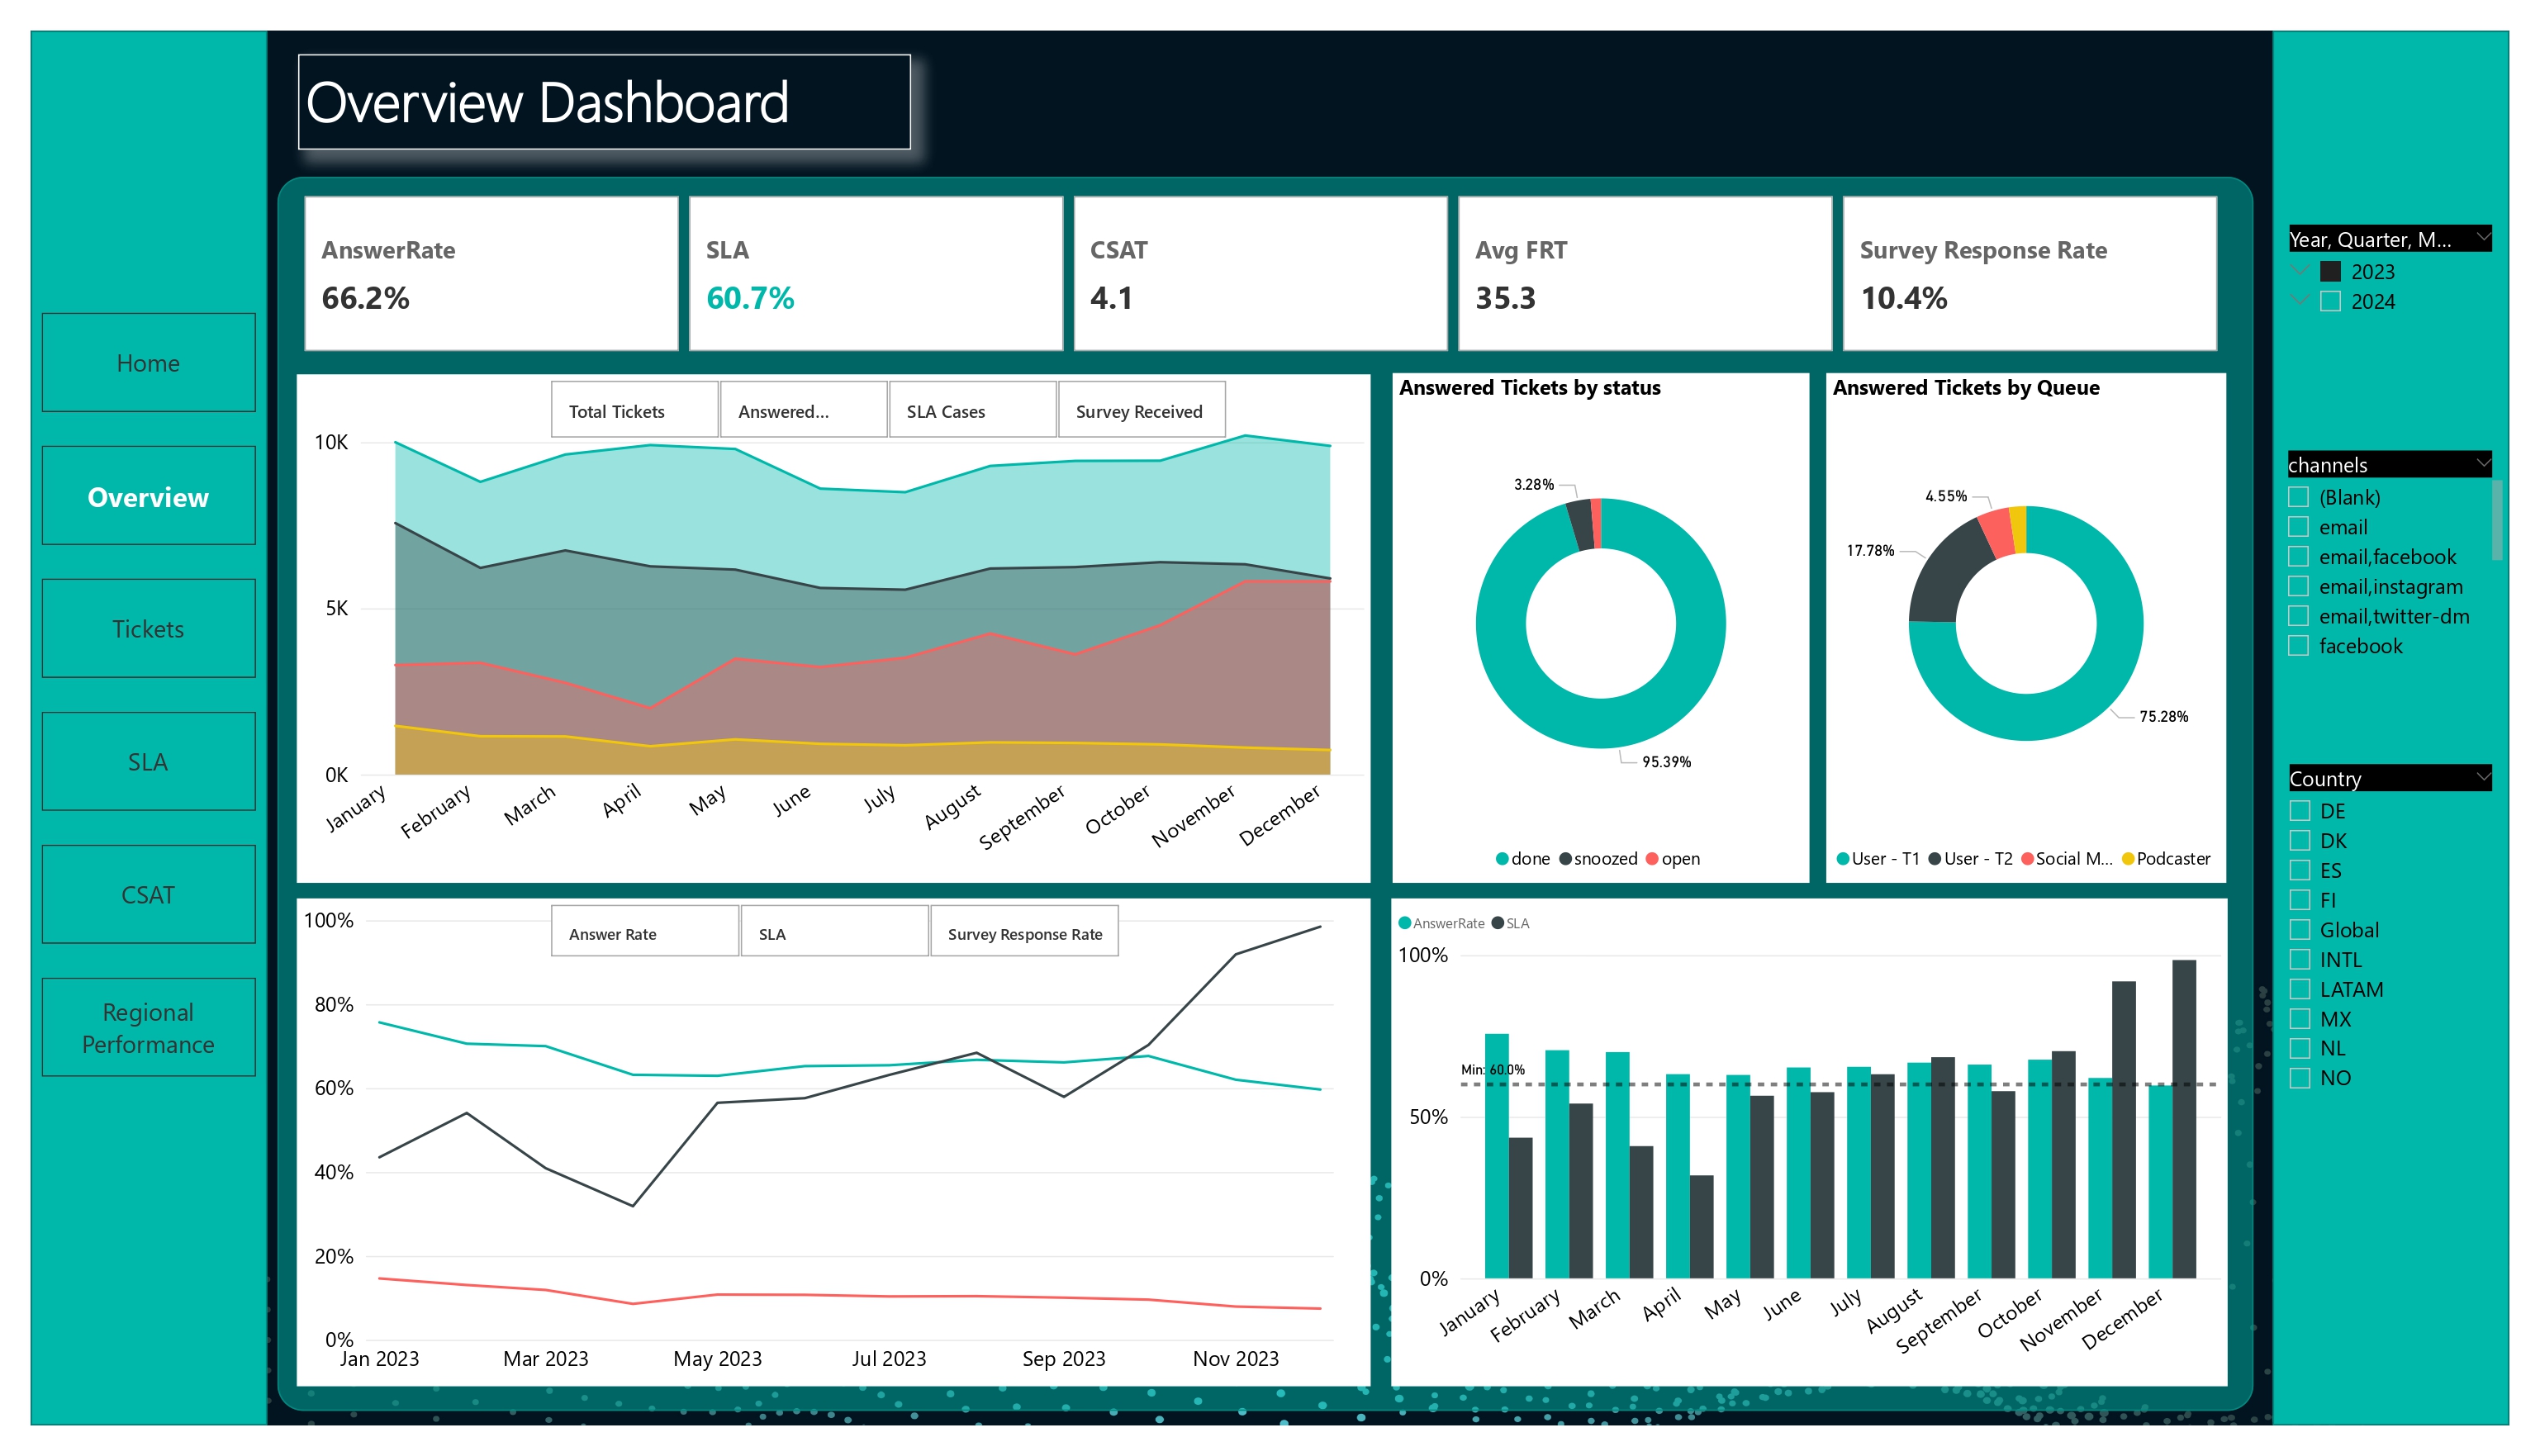 Overview Dashboard
Home
Overview
Tickets
SLA
CSAT
Regional
Performance
AnswerRate
66.2%
SLA
60.7%
CSAT
4.1
Avg FRT
35.3
Survey Response Rate
10.4%
Total Tickets
Answered...
SLA Cases
Survey Received
10K
5K
0K
January
February
March
April
May
June
July
August
September
October
November
December
Answered Tickets by status
3.28%
95.39%
done
snoozed
open
Answered Tickets by Queue
4.55%
17.78%
75.28%
User - T1
User - T2
Social M...
Podcaster
Answer Rate
SLA
Survey Response Rate
100%
80%
60%
40%
20%
0%
Jan 2023
Mar 2023
May 2023
Jul 2023
Sep 2023
Nov 2023
AnswerRate
SLA
100%
Min: 60.0%
50%
0%
January
February
March
April
May
June
July
August
September
October
November
December
Year, Quarter, M...
2023
2024
channels
(Blank)
email
email,facebook
email,instagram
email,twitter-dm
facebook
Country
DE
DK
ES
FI
Global
INTL
LATAM
MX
NL
NO